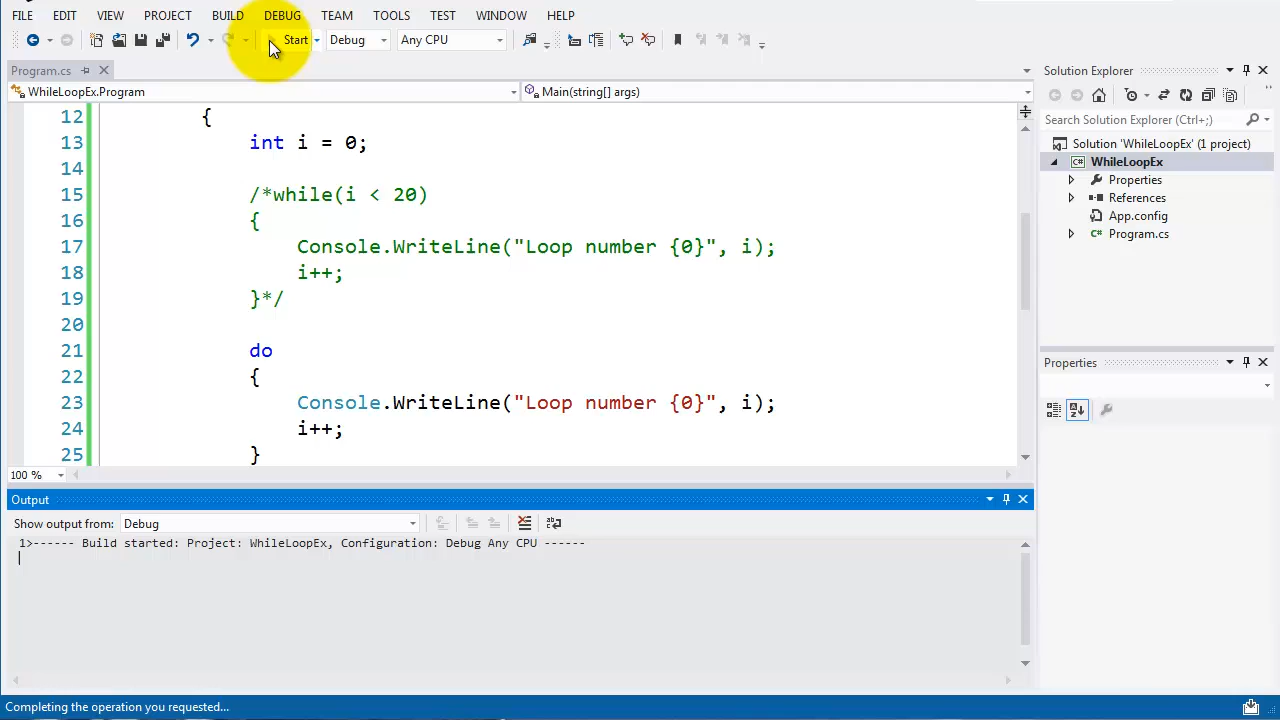 FILE EDIT VIEW PROJECT BUILD DEBUG TEAM TOOLS TEST WINDOW HELP
Start Debug Any CPU
Program.cs
WhileLoopEx.Program Main(string[] args)
12 {
13 int i = 0;
14
15 /*while(i < 20)
16 {
17 Console.WriteLine("Loop number {0}", i);
18 i++;
19 }*/
20
21 do
22 {
23 Console.WriteLine("Loop number {0}", i);
24 i++;
25 }
100 %
Output
Show output from: Debug
1>------ Build started: Project: WhileLoopEx, Configuration: Debug Any CPU ------
Completing the operation you requested...
Solution Explorer
Search Solution Explorer (Ctrl+;)
Solution 'WhileLoopEx' (1 project)
C# WhileLoopEx
Properties
References
App.config
C# Program.cs
Properties